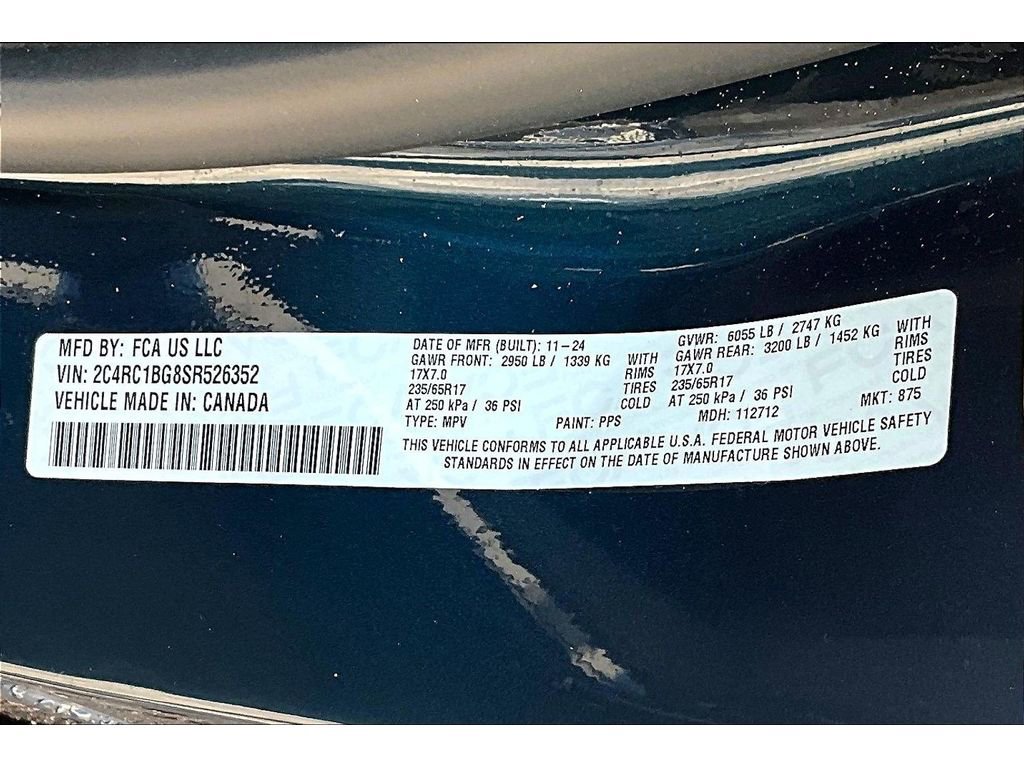 MFD BY: FCA US LLC
VIN: 2C4RC1BG8SR526352
VEHICLE MADE IN: CANADA
DATE OF MFR (BUILT): 11-24
GAWR FRONT: 2950 LB / 1339 KG WITH
17X7.0 RIMS
235/65R17 TIRES
AT 250 kPa / 36 PSI COLD
TYPE: MPV PAINT: PPS
GVWR: 6055 LB / 2747 KG
GAWR REAR: 3200 LB / 1452 KG WITH
17X7.0 RIMS
235/65R17 TIRES
AT 250 kPa / 36 PSI COLD
MDH: 112712 MKT: 875
THIS VEHICLE CONFORMS TO ALL APPLICABLE U.S.A. FEDERAL MOTOR VEHICLE SAFETY
STANDARDS IN EFFECT ON THE DATE OF MANUFACTURE SHOWN ABOVE.